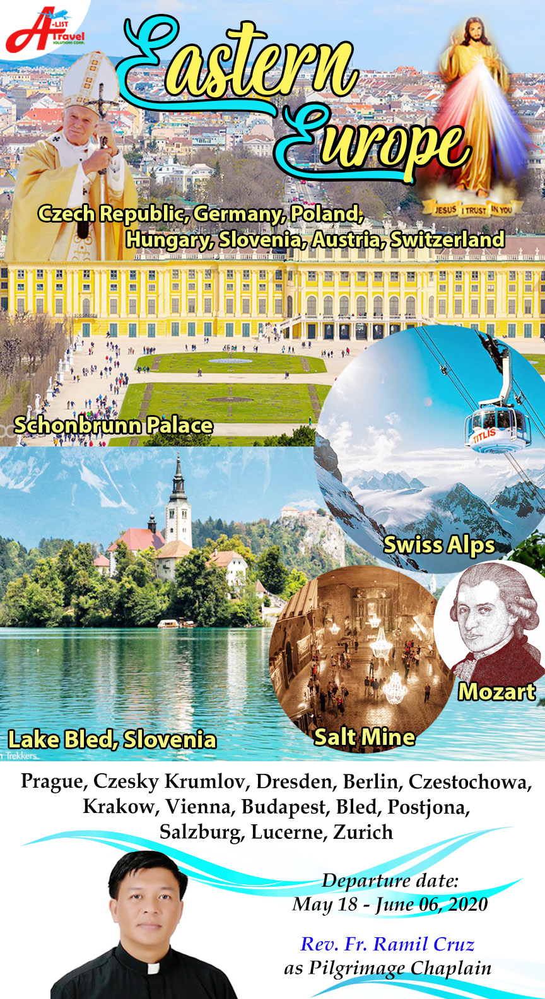 A-LIST
Travel
SOLUTIONS CORP.
Eastern
Europe
JESUS I TRUST IN YOU
Czech Republic, Germany, Poland,
Hungary, Slovenia, Austria, Switzerland
Schonbrunn Palace
TITLIS
Swiss Alps
Mozart
Salt Mine
Lake Bled, Slovenia
Trekkers
Prague, Czesky Krumlov, Dresden, Berlin, Czestochowa,
Krakow, Vienna, Budapest, Bled, Postjona,
Salzburg, Lucerne, Zurich
Departure date:
May 18 - June 06, 2020
Rev. Fr. Ramil Cruz
as Pilgrimage Chaplain